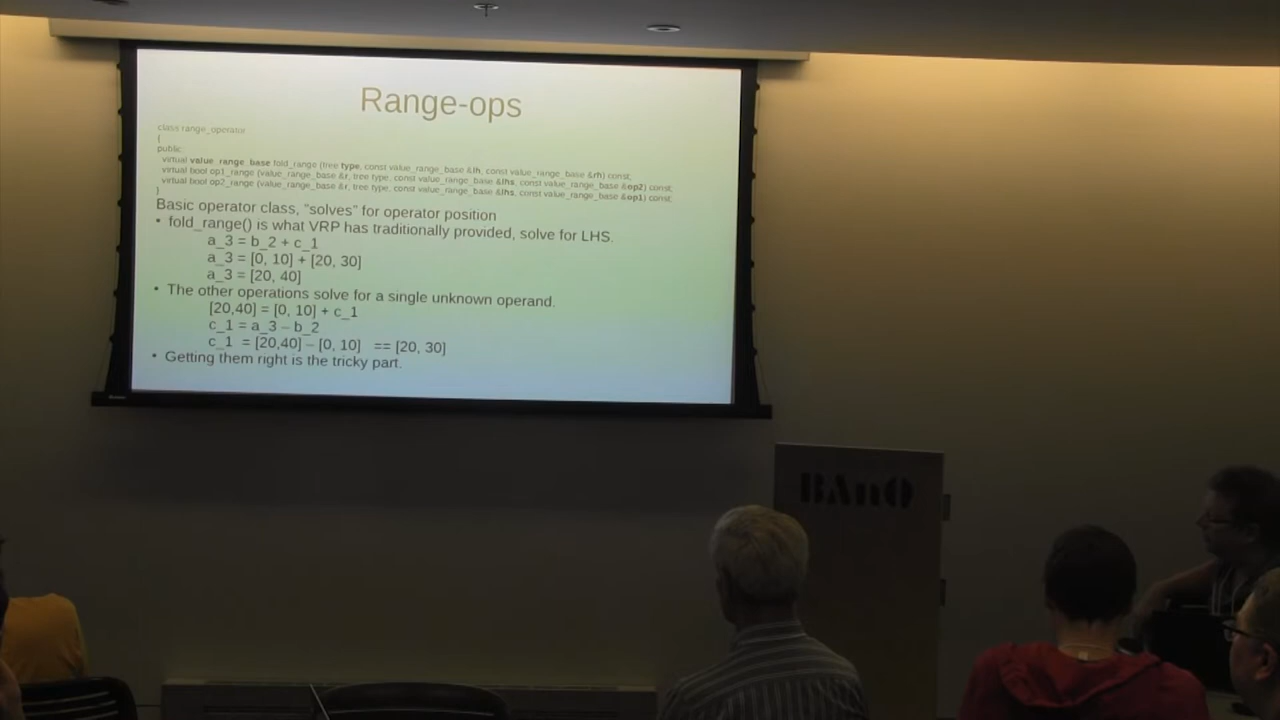 Range-ops
class range_operator
{
public:
virtual value_range_base fold_range (tree type, const value_range_base &lh, const value_range_base &rh) const;
virtual bool op1_range (value_range_base &r, tree type, const value_range_base &lhs, const value_range_base &op2) const;
virtual bool op2_range (value_range_base &r, tree type, const value_range_base &lhs, const value_range_base &op1) const;
}
Basic operator class, "solves" for operator position
• fold_range() is what VRP has traditionally provided, solve for LHS.
a_3 = b_2 + c_1
a_3 = [0, 10] + [20, 30]
a_3 = [20, 40]
• The other operations solve for a single unknown operand.
[20,40] = [0, 10] + c_1
c_1 = a_3 – b_2
c_1 = [20,40] – [0, 10] == [20, 30]
• Getting them right is the tricky part.
BAnQ